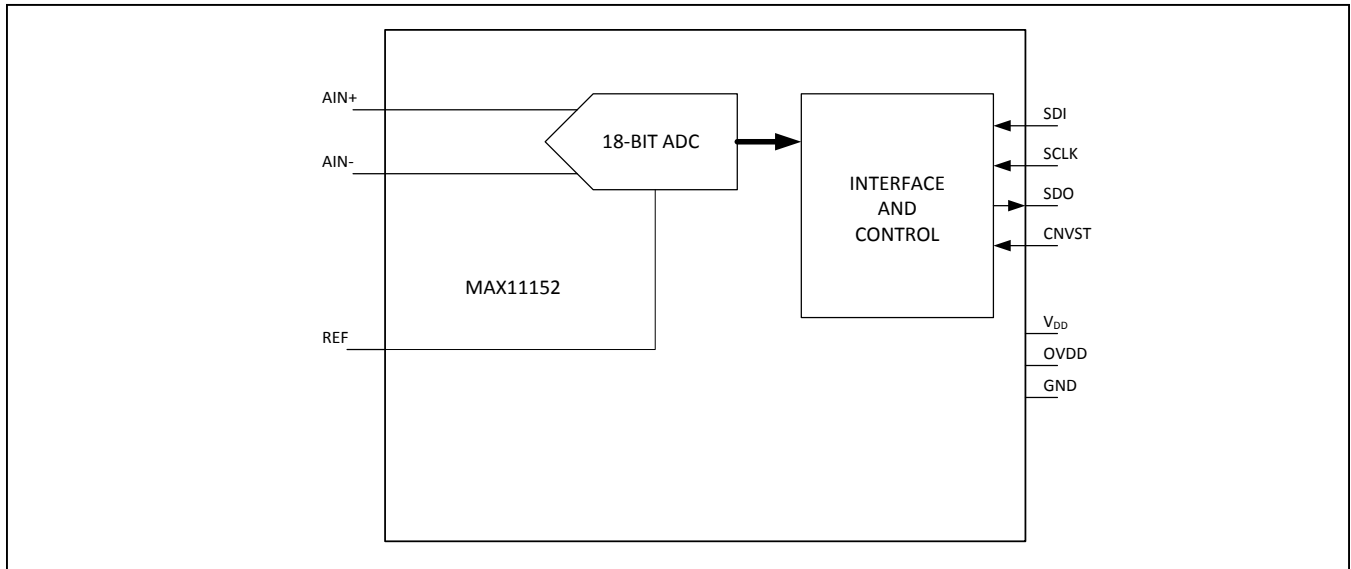 AIN+
AIN-
REF
18-BIT ADC
MAX11152
INTERFACE
AND
CONTROL
SDI
SCLK
SDO
CNVST
VDD
OVDD
GND